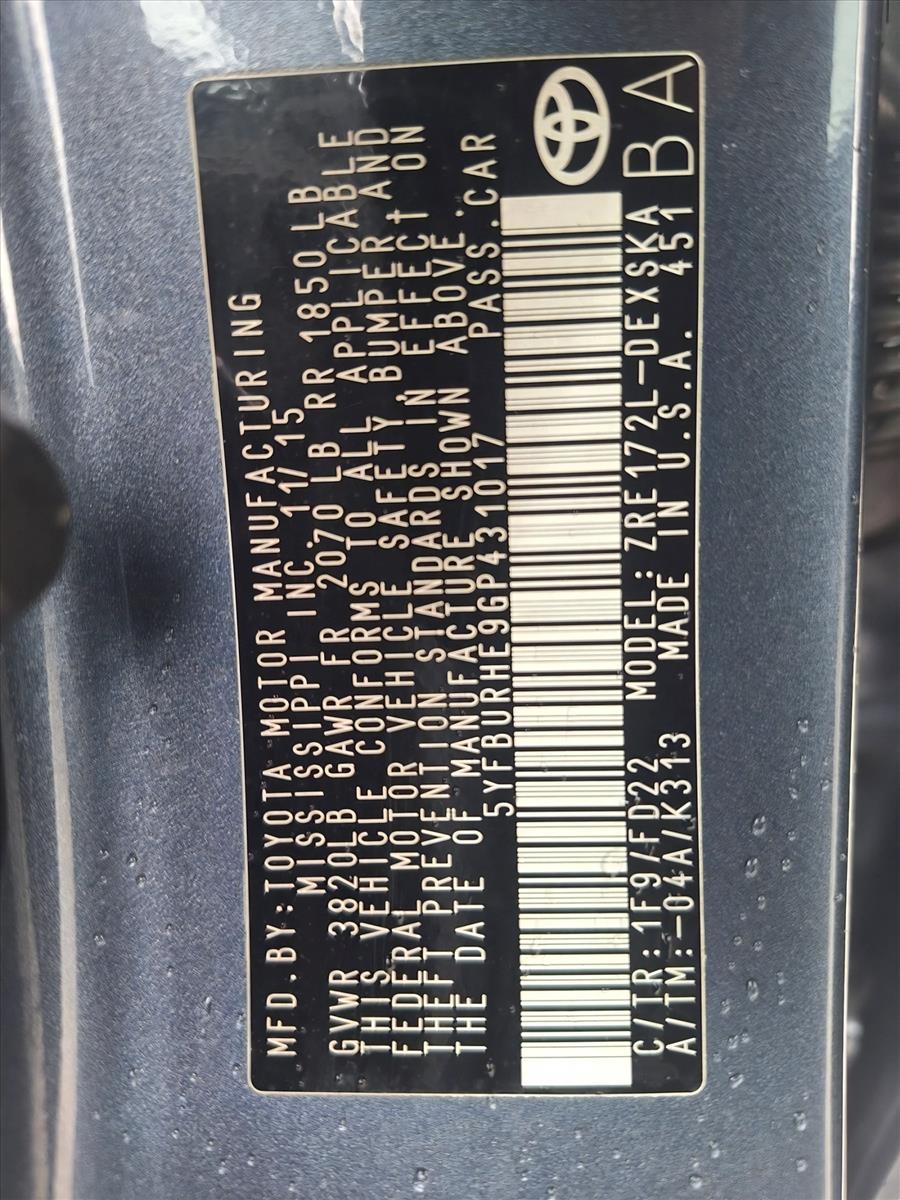 MFD.BY:TOYOTA MOTOR MANUFACTURING
MISSISSIPPI INC. 11/15
GVWR 3820LB GAWR FR 2070LB RR 1850LB
THIS VEHICLE CONFORMS TO ALL APPLICABLE
FEDERAL MOTOR VEHICLE SAFETY, BUMPER AND
THEFT PREVENTION STANDARDS IN EFFECT ON
THE DATE OF MANUFACTURE SHOWN ABOVE.
5YFBURHE9GP431017 PASS.CAR
C/TR:1F9/FD22 MODEL:ZRE172L-DEXSKA
A/TM:-04A/K313 MADE IN U.S.A. 451
BA